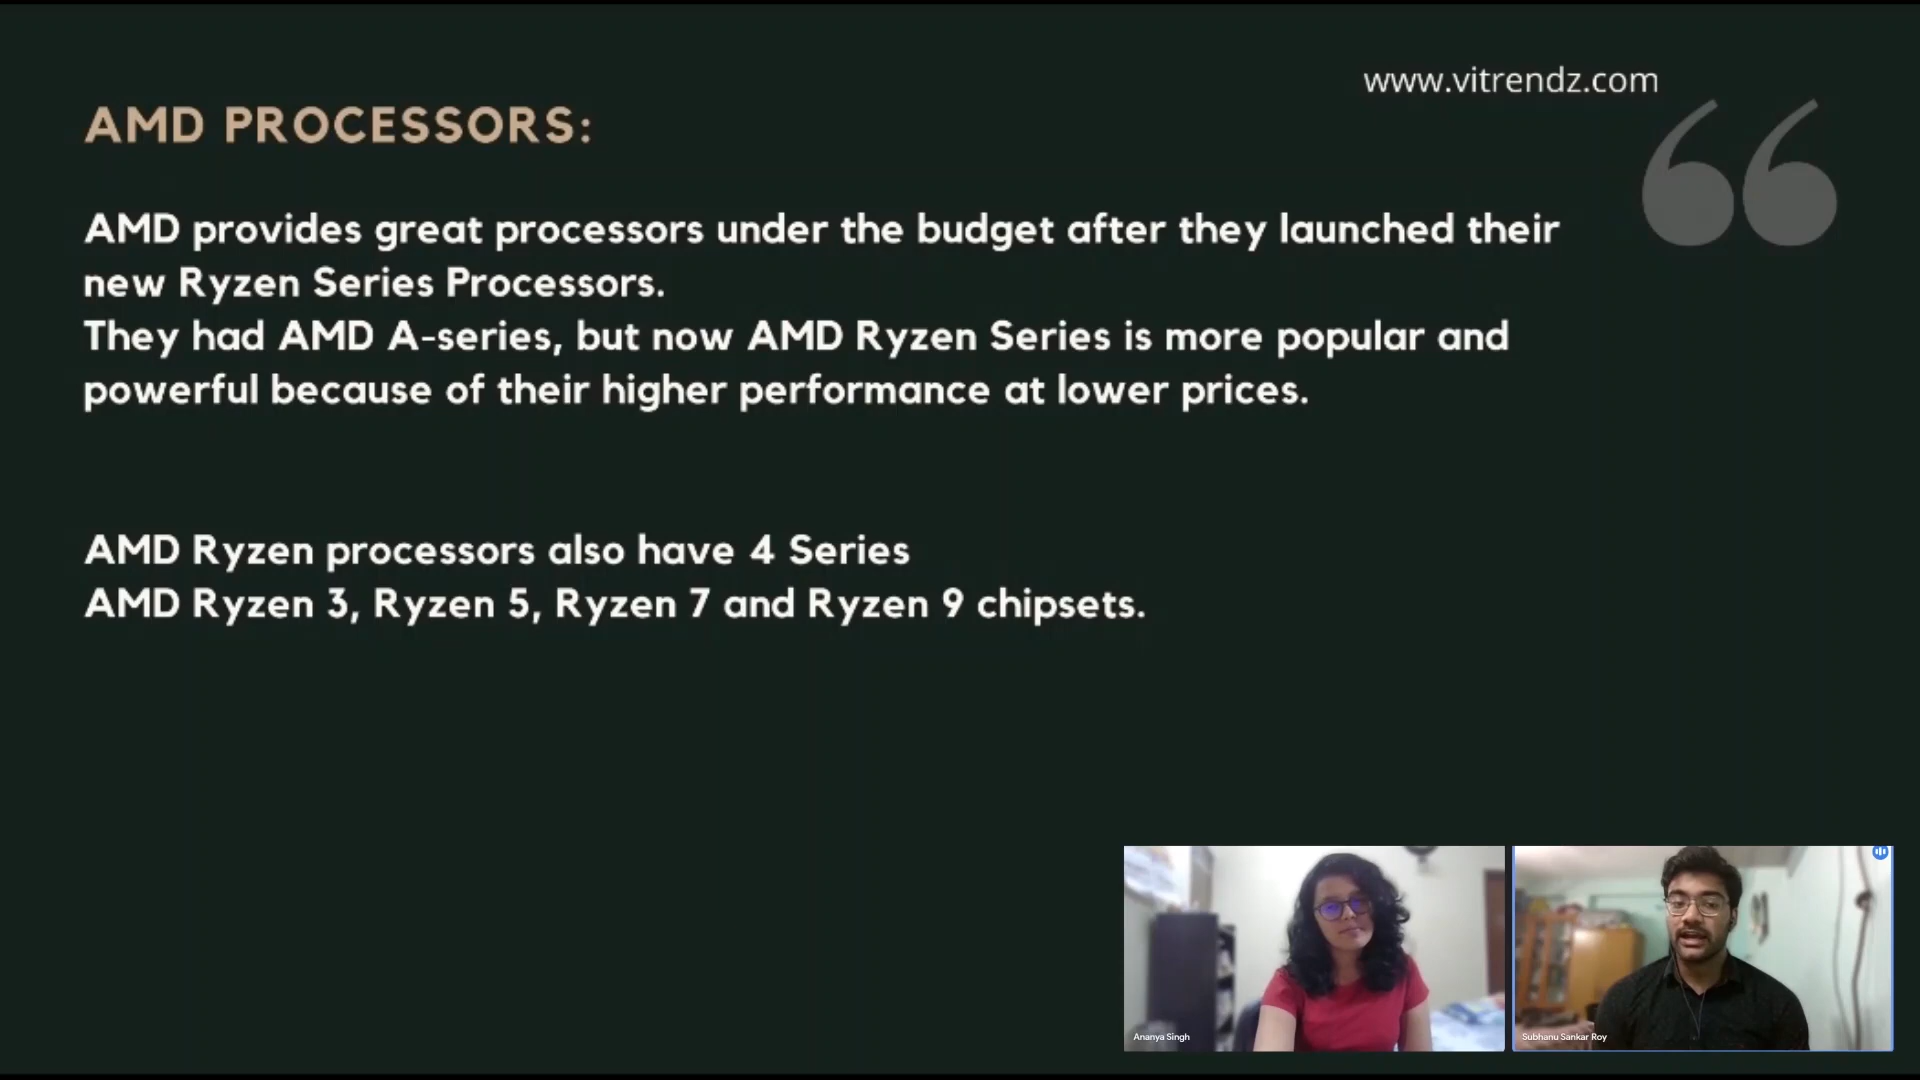 www.vitrendz.com
AMD PROCESSORS:
AMD provides great processors under the budget after they launched their
new Ryzen Series Processors.
They had AMD A-series, but now AMD Ryzen Series is more popular and
powerful because of their higher performance at lower prices.
AMD Ryzen processors also have 4 Series
AMD Ryzen 3, Ryzen 5, Ryzen 7 and Ryzen 9 chipsets.
Ananya Singh
Subhanu Sankar Roy